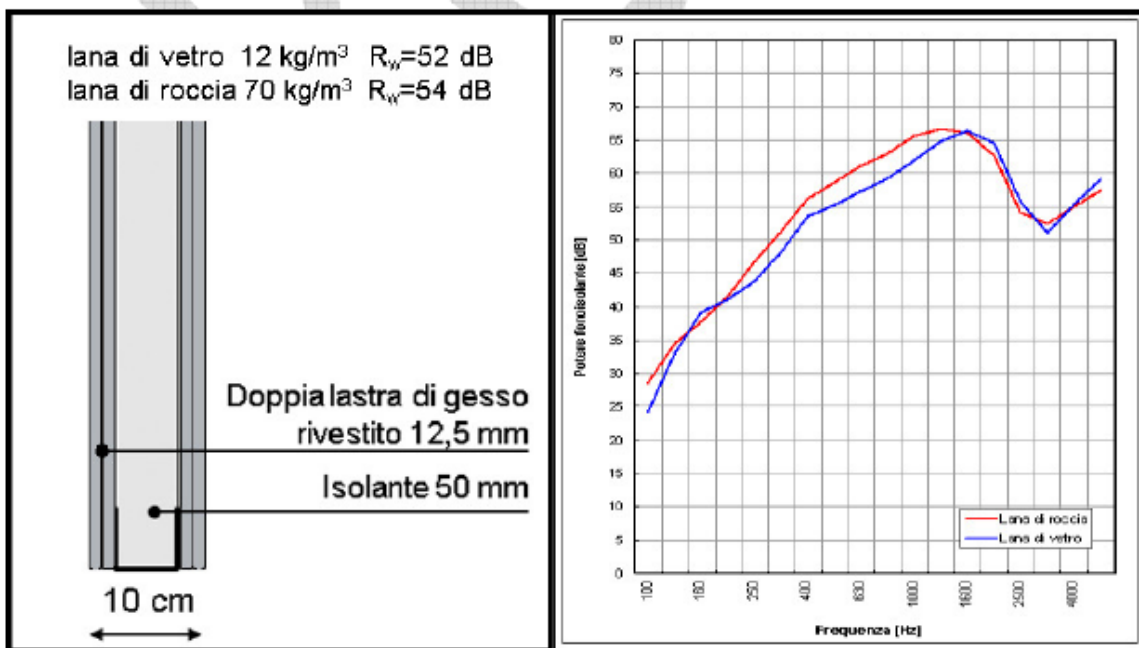 lana di vetro 12 kg/m³ Rw=52 dB
lana di roccia 70 kg/m³ Rw=54 dB
Doppia lastra di gesso
rivestito 12,5 mm
Isolante 50 mm
10 cm
80
75
70
65
60
55
50
45
40
35
30
25
20
15
10
5
0
Potere fonoisolante [dB]
100
160
250
400
630
1000
1600
2500
4000
Frequenza [Hz]
Lana di roccia
Lana di vetro